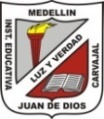 MEDELLIN
INST. EDUCATIVA
LUZ Y VERDAD
CARVAJAL
JUAN DE DIOS